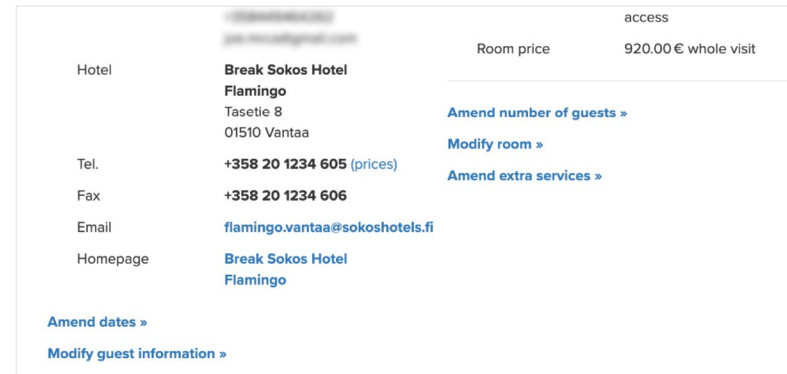 access
Room price 920.00 € whole visit
Hotel Break Sokos Hotel
Flamingo
Tasetie 8
01510 Vantaa
Tel. +358 20 1234 605 (prices)
Fax +358 20 1234 606
Email flamingo.vantaa@sokoshotels.fi
Homepage Break Sokos Hotel
Flamingo
Amend dates »
Modify guest information »
Amend number of guests »
Modify room »
Amend extra services »